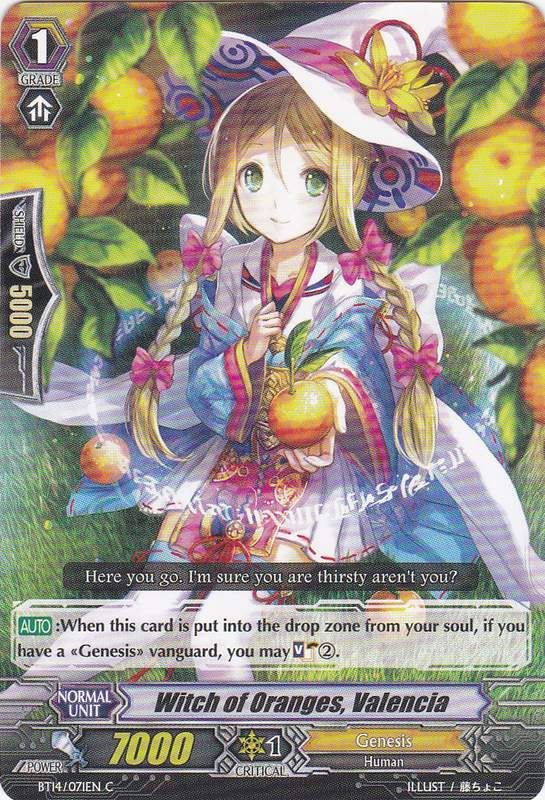 1
GRADE
SHIELD
5000
Here you go. I'm sure you are thirsty aren't you?
AUTO :When this card is put into the drop zone from your soul, if you
have a «Genesis» vanguard, you may V ②.
NORMAL
UNIT
Witch of Oranges, Valencia
POWER
7000
1
CRITICAL
Genesis
Human
BT14/071EN C
ILLUST / 藤ちょこ